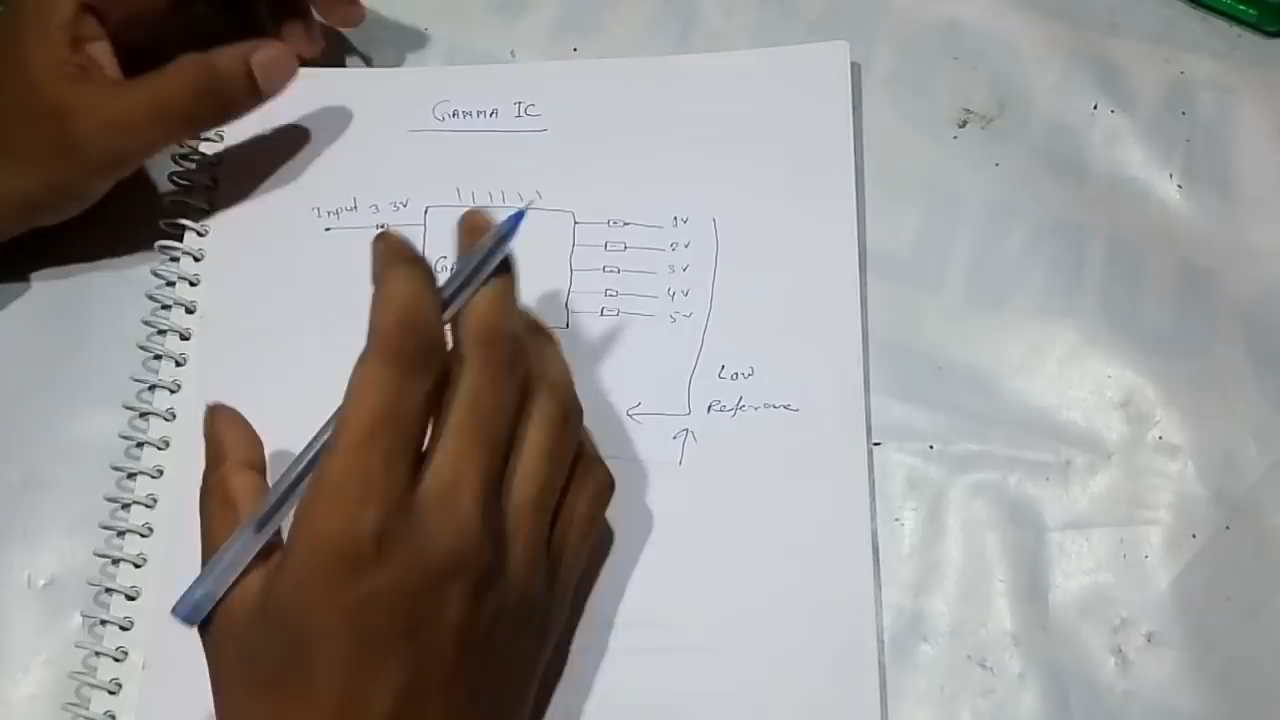 GAMMA IC
Input 3.3V
1V
2V
3V
4V
5V
Low
Reference